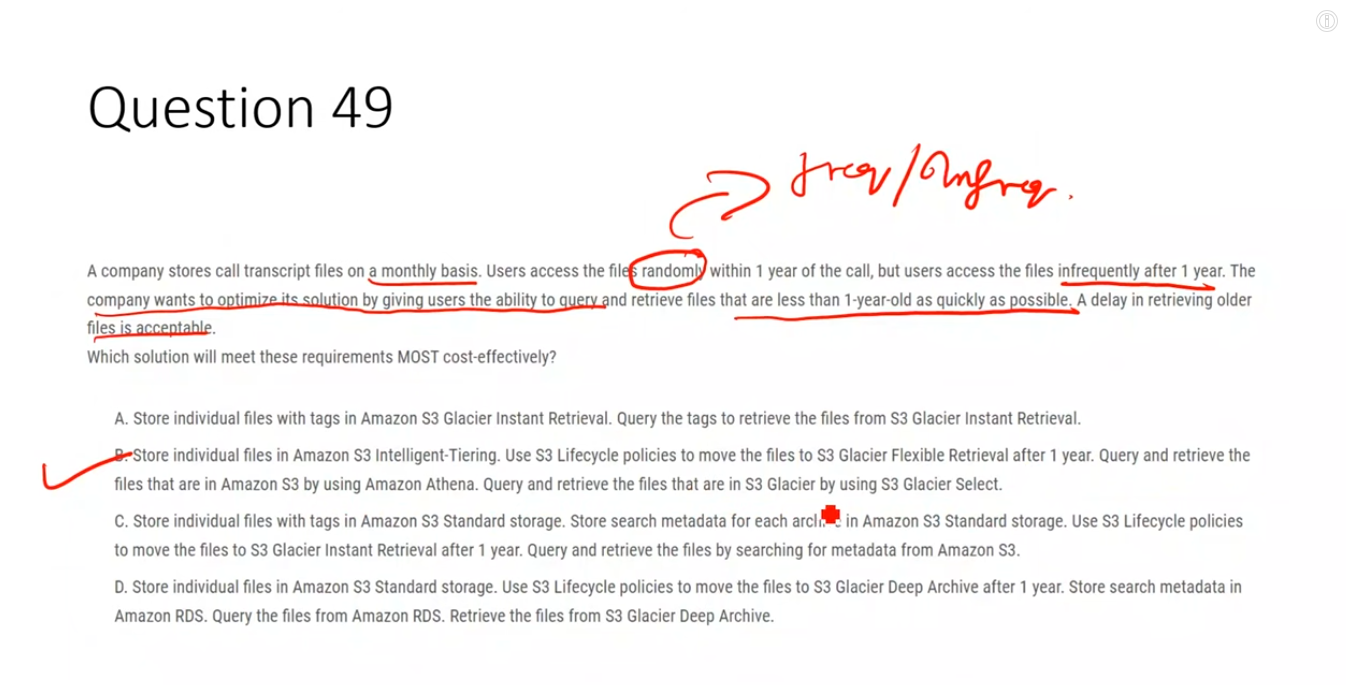 Question 49
freq/Infreq.
A company stores call transcript files on a monthly basis. Users access the files randomly within 1 year of the call, but users access the files infrequently after 1 year. The
company wants to optimize its solution by giving users the ability to query and retrieve files that are less than 1-year-old as quickly as possible. A delay in retrieving older
files is acceptable.
Which solution will meet these requirements MOST cost-effectively?
A. Store individual files with tags in Amazon S3 Glacier Instant Retrieval. Query the tags to retrieve the files from S3 Glacier Instant Retrieval.
B. Store individual files in Amazon S3 Intelligent-Tiering. Use S3 Lifecycle policies to move the files to S3 Glacier Flexible Retrieval after 1 year. Query and retrieve the
files that are in Amazon S3 by using Amazon Athena. Query and retrieve the files that are in S3 Glacier by using S3 Glacier Select.
C. Store individual files with tags in Amazon S3 Standard storage. Store search metadata for each in Amazon S3 Standard storage. Use S3 Lifecycle policies
to move the files to S3 Glacier Instant Retrieval after 1 year. Query and retrieve the files by searching for metadata from Amazon S3.
D. Store individual files in Amazon S3 Standard storage. Use S3 Lifecycle policies to move the files to S3 Glacier Deep Archive after 1 year. Store search metadata in
Amazon RDS. Query the files from Amazon RDS. Retrieve the files from S3 Glacier Deep Archive.